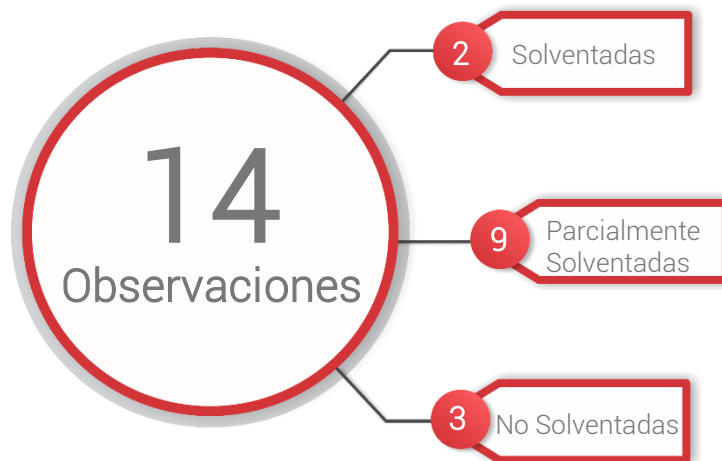 14
Observaciones
2
Solventadas
9
Parcialmente
Solventadas
3
No Solventadas